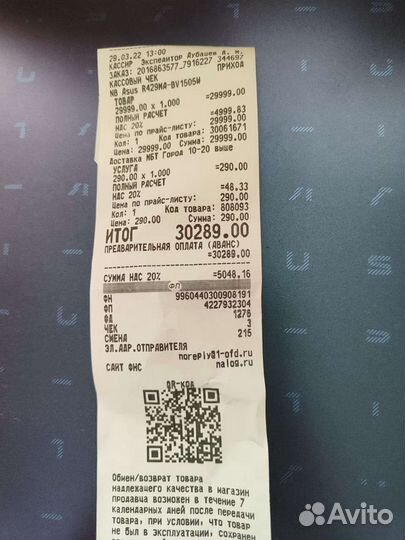 29.03.22 13:00
КАССИР Экспедитор Аубашев А. М.
ЗАКАЗ: 2016863577_7916227 344697
КАССОВЫЙ ЧЕК ПРИХОД
NB Asus R429MA-BV1505W
ТОВАР
29999.00 x 1.000 =29999.00
ПОЛНЫЙ РАСЧЕТ
НДС 20% =4999.83
Цена по прайс-листу: 29999.00
Кол: 1 Код товара: 30061671
Цена: 29999.00 Сумма: 29999.00
Доставка МБТ Город 10-20 выше
УСЛУГА
290.00 x 1.000 =290.00
ПОЛНЫЙ РАСЧЕТ
НДС 20% =48.33
Цена по прайс-листу: 290.00
Кол: 1 Код товара: 808093
Цена: 290.00 Сумма: 290.00
ИТОГ 30289.00
ПРЕДВАРИТЕЛЬНАЯ ОПЛАТА (АВАНС)
=30289.00
СУММА НДС 20% =5048.16
ФП
ФН 9960440300908191
ФП 4227932304
ФД 1276
ЧЕК 3
СМЕНА 215
ЭЛ.АДР.ОТПРАВИТЕЛЯ
noreply@1-ofd.ru
САЙТ ФНС nalog.ru
QR-код
Обмен/возврат товара
надлежащего качества в магазин
продавца возможен в течение 7
календарных дней после передачи
товара, при условии, что товар
не был в эксплуатации, сохранен
Avito